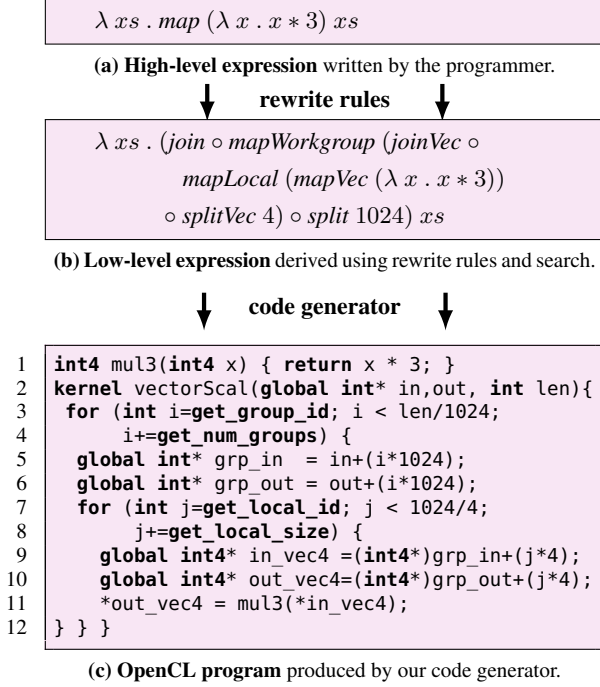 λ xs . map (λ x . x ∗ 3) xs
(a) High-level expression written by the programmer.
rewrite rules
λ xs . (join ∘ mapWorkgroup (joinVec ∘
mapLocal (mapVec (λ x . x ∗ 3))
∘ splitVec 4) ∘ split 1024) xs
(b) Low-level expression derived using rewrite rules and search.
code generator
1 int4 mul3(int4 x) { return x * 3; }
2 kernel vectorScal(global int* in,out, int len){
3 for (int i=get_group_id; i < len/1024;
4 i+=get_num_groups) {
5 global int* grp_in = in+(i*1024);
6 global int* grp_out = out+(i*1024);
7 for (int j=get_local_id; j < 1024/4;
8 j+=get_local_size) {
9 global int4* in_vec4 =(int4*)grp_in+(j*4);
10 global int4* out_vec4=(int4*)grp_out+(j*4);
11 *out_vec4 = mul3(*in_vec4);
12 } } }
(c) OpenCL program produced by our code generator.